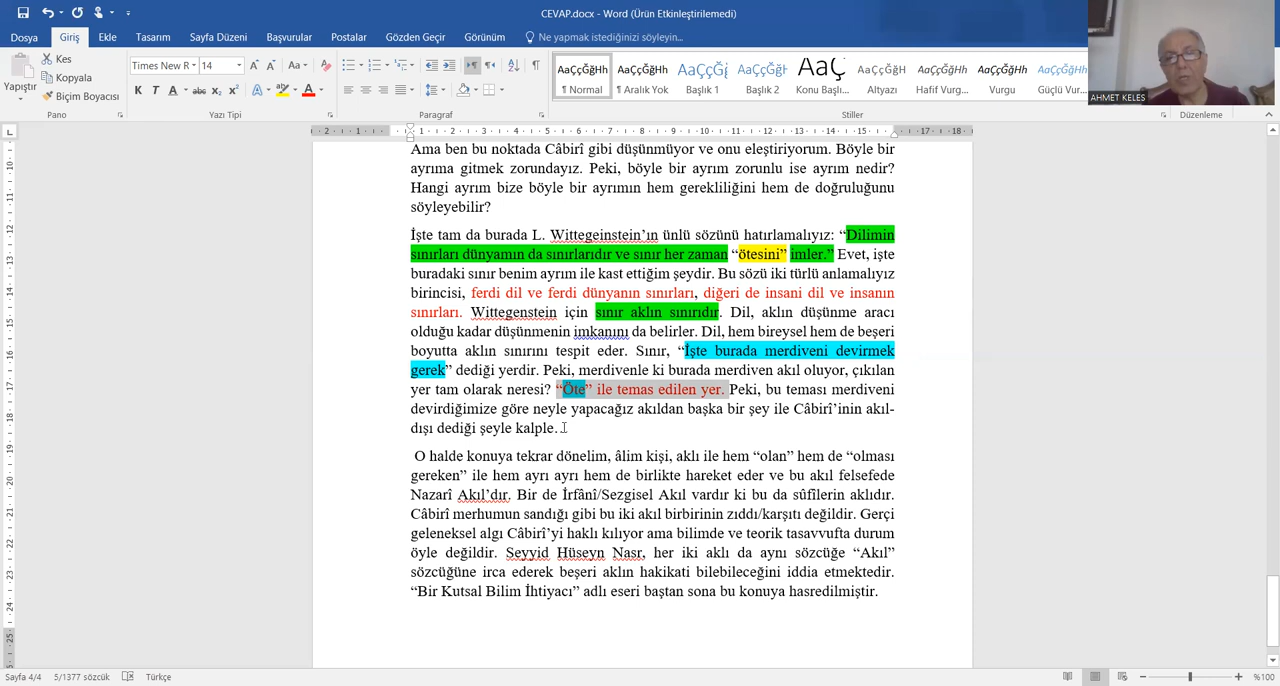 CEVAP.docx - Word (Ürün Etkinleştirilemedi)
Dosya Giriş Ekle Tasarım Sayfa Düzeni Başvurular Postalar Gözden Geçir Görünüm Ne yapmak istediğinizi söyleyin...
Yapıştır
Kes
Kopyala
Biçim Boyacısı
Times New R 14
AaÇçĞğHh AaÇçĞğHh AaÇçĞğ AaÇçĞğ AaÇ AaÇçĞğH AaÇçĞğHh AaÇçĞğHh AaÇçĞğHh
¶ Normal ¶ Aralık Yok Başlık 1 Başlık 2 Konu Başlı... Altyazı Hafif Vurg... Vurgu Güçlü Vur...
Pano Yazı Tipi Paragraf Stiller Düzenleme
AHMET KELES
Ama ben bu noktada Câbirî gibi düşünmüyor ve onu eleştiriyorum. Böyle bir
ayrıma gitmek zorundayız. Peki, böyle bir ayrım zorunlu ise ayrım nedir?
Hangi ayrım bize böyle bir ayrımın hem gerekliliğini hem de doğruluğunu
söyleyebilir?
İşte tam da burada L. Wittegeinstein’ın ünlü sözünü hatırlamalıyız: “Dilimin
sınırları dünyamın da sınırlarıdır ve sınır her zaman “ötesini” imler.” Evet, işte
buradaki sınır benim ayrım ile kast ettiğim şeydir. Bu sözü iki türlü anlamalıyız
birincisi, ferdi dil ve ferdi dünyanın sınırları, diğeri de insani dil ve insanın
sınırları. Wittegenstein için sınır aklın sınırıdır. Dil, aklın düşünme aracı
olduğu kadar düşünmenin imkanını da belirler. Dil, hem bireysel hem de beşeri
boyutta aklın sınırını tespit eder. Sınır, “İşte burada merdiveni devirmek
gerek” dediği yerdir. Peki, merdivenle ki burada merdiven akıl oluyor, çıkılan
yer tam olarak neresi? “Öte” ile temas edilen yer. Peki, bu teması merdiveni
devirdiğimize göre neyle yapacağız akıldan başka bir şey ile Câbirî’inin akıl-
dışı dediği şeyle kalple.
O halde konuya tekrar dönelim, âlim kişi, aklı ile hem “olan” hem de “olması
gereken” ile hem ayrı ayrı hem de birlikte hareket eder ve bu akıl felsefede
Nazarî Akıl’dır. Bir de İrfânî/Sezgisel Akıl vardır ki bu da sûfîlerin aklıdır.
Câbirî merhumun sandığı gibi bu iki akıl birbirinin zıddı/karşıtı değildir. Gerçi
geleneksel algı Câbirî’yi haklı kılıyor ama bilimde ve teorik tasavvufta durum
öyle değildir. Seyyid Hüseyn Nasr, her iki aklı da aynı sözcüğe “Akıl”
sözcüğüne irca ederek beşeri aklın hakikati bilebileceğini iddia etmektedir.
“Bir Kutsal Bilim İhtiyacı” adlı eseri baştan sona bu konuya hasredilmiştir.
Sayfa 4/4 5/1377 sözcük Türkçe %100